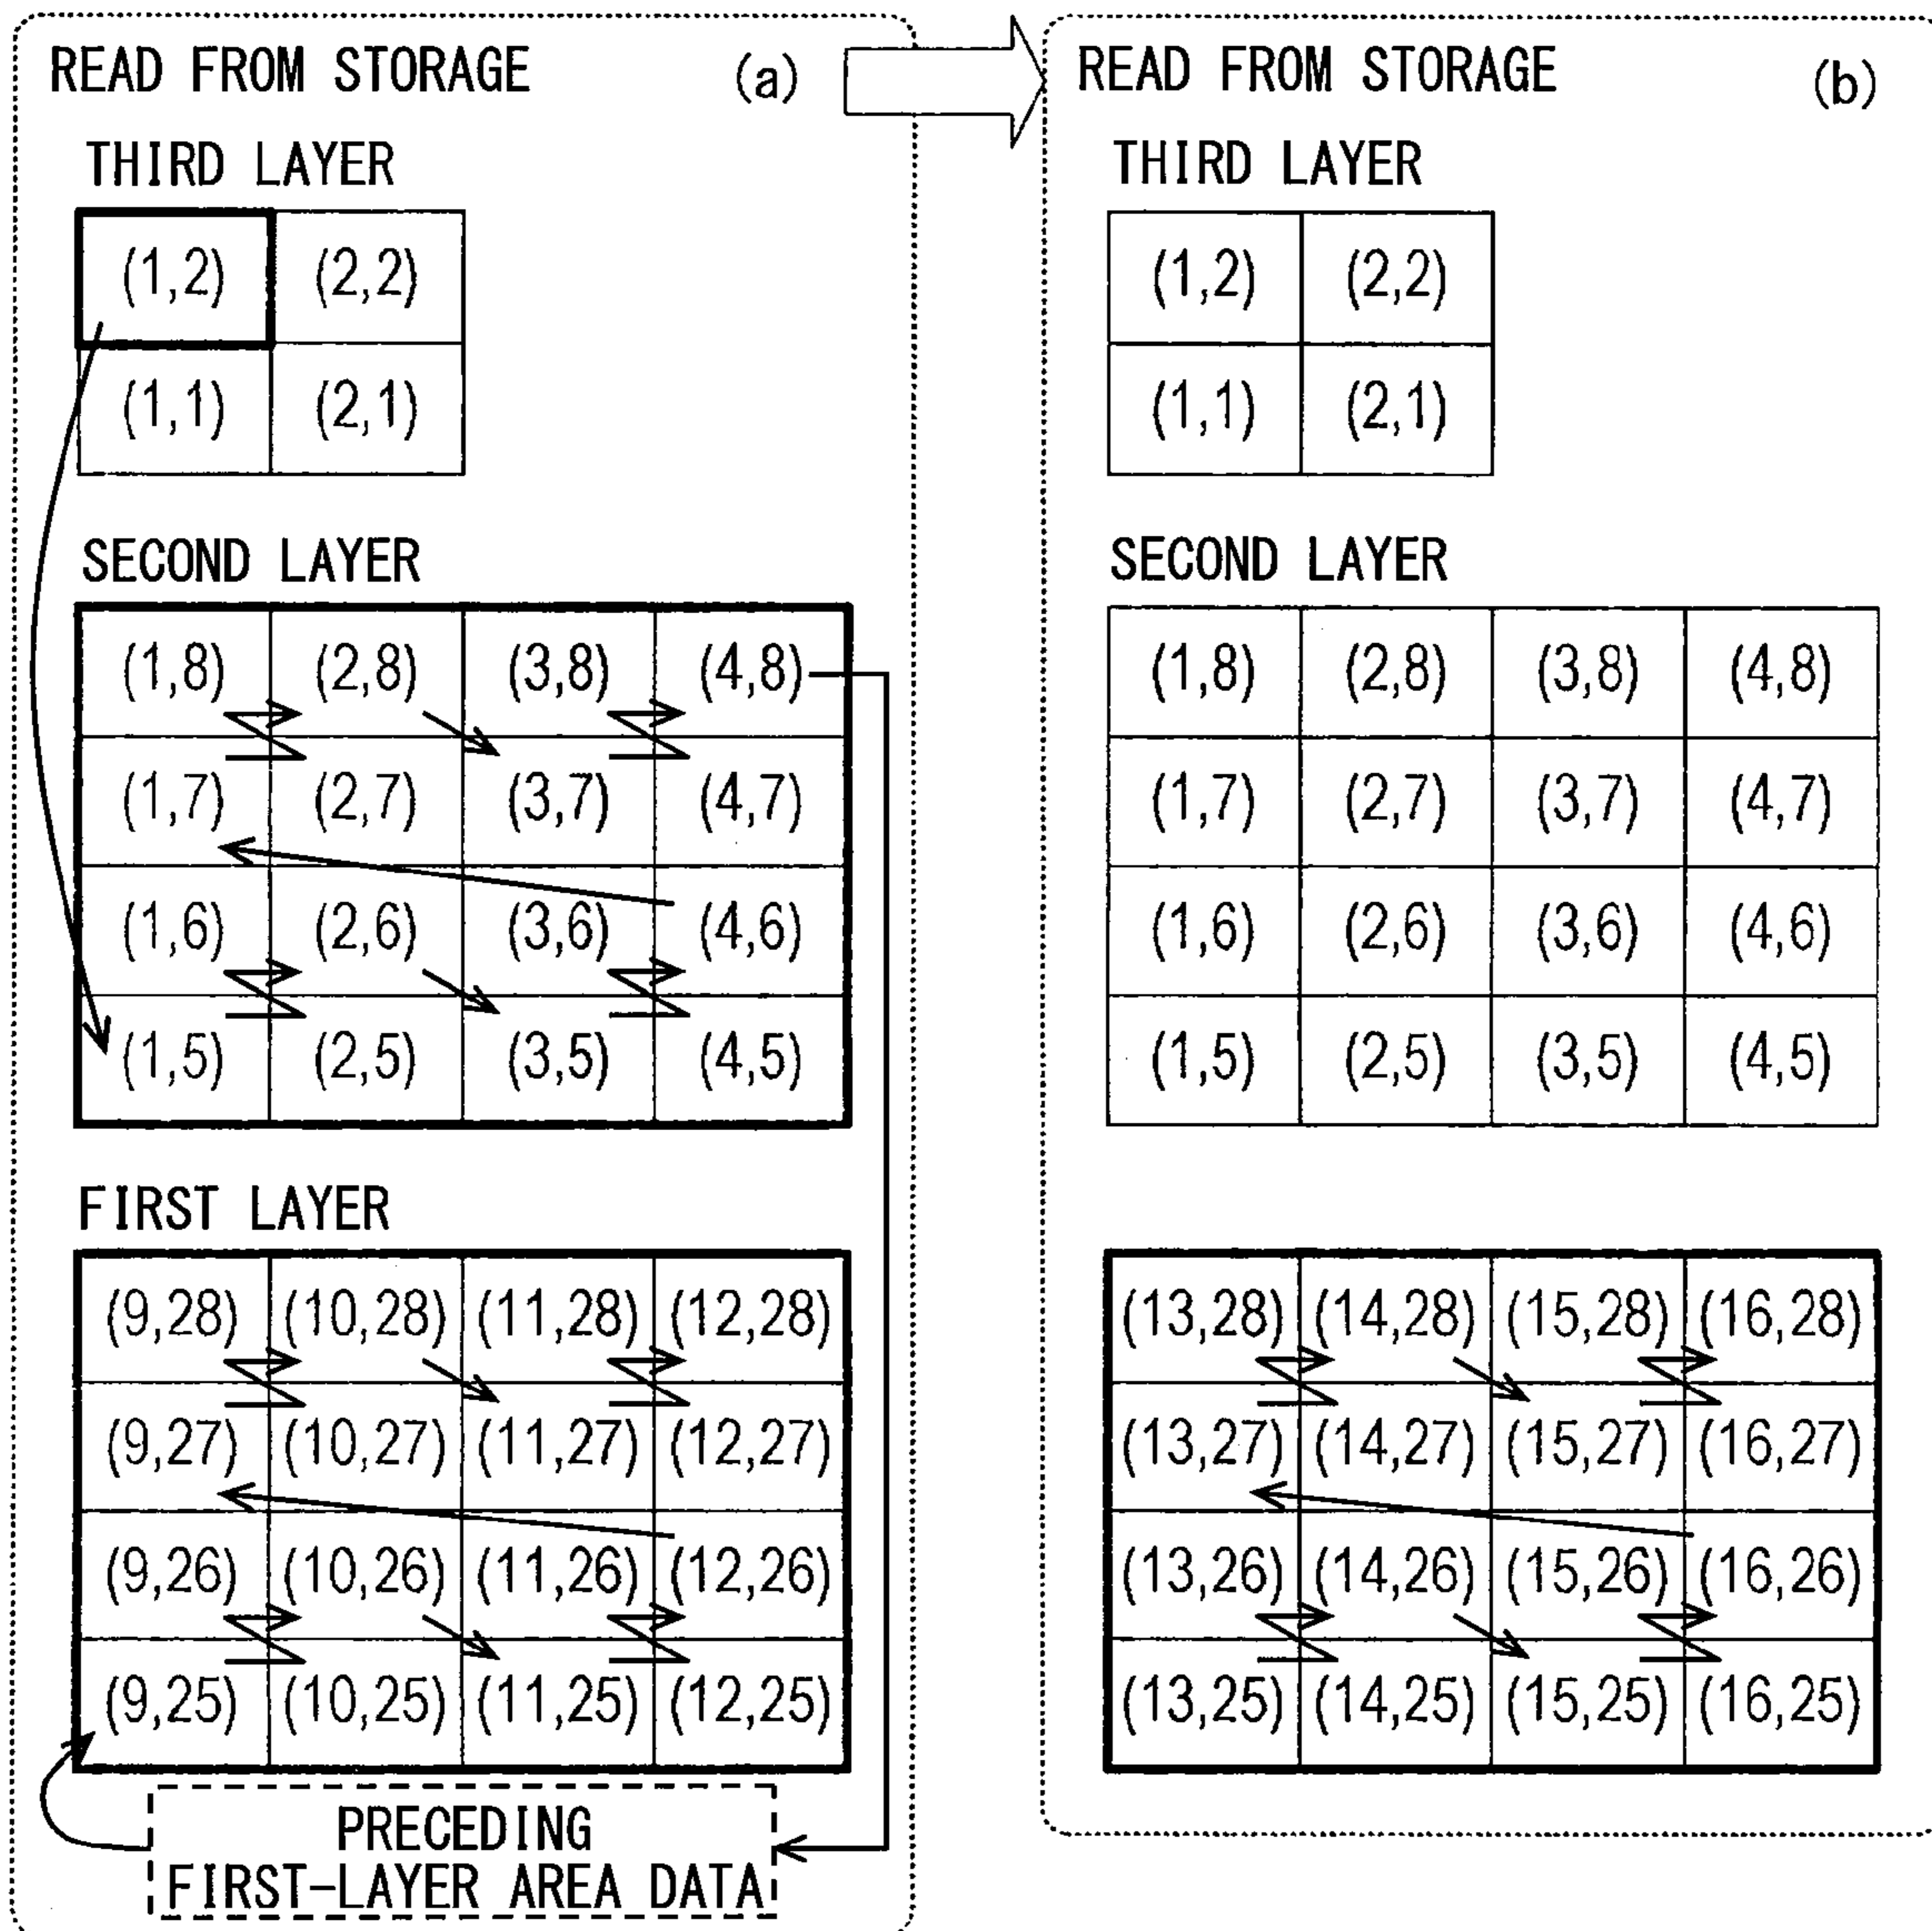 READ FROM STORAGE (a)
THIRD LAYER
(1,2) (2,2)
(1,1) (2,1)
SECOND LAYER
(1,8) (2,8) (3,8) (4,8)
(1,7) (2,7) (3,7) (4,7)
(1,6) (2,6) (3,6) (4,6)
(1,5) (2,5) (3,5) (4,5)
FIRST LAYER
(9,28) (10,28) (11,28) (12,28)
(9,27) (10,27) (11,27) (12,27)
(9,26) (10,26) (11,26) (12,26)
(9,25) (10,25) (11,25) (12,25)
PRECEDING
FIRST-LAYER AREA DATA
READ FROM STORAGE (b)
THIRD LAYER
(1,2) (2,2)
(1,1) (2,1)
SECOND LAYER
(1,8) (2,8) (3,8) (4,8)
(1,7) (2,7) (3,7) (4,7)
(1,6) (2,6) (3,6) (4,6)
(1,5) (2,5) (3,5) (4,5)
(13,28) (14,28) (15,28) (16,28)
(13,27) (14,27) (15,27) (16,27)
(13,26) (14,26) (15,26) (16,26)
(13,25) (14,25) (15,25) (16,25)